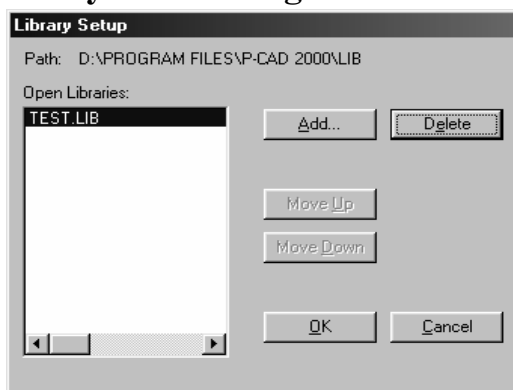 Library Setup
Path: D:\PROGRAM FILES\P-CAD 2000\LIB
Open Libraries:
TEST.LIB
Add...
Delete
Move Up
Move Down
OK
Cancel